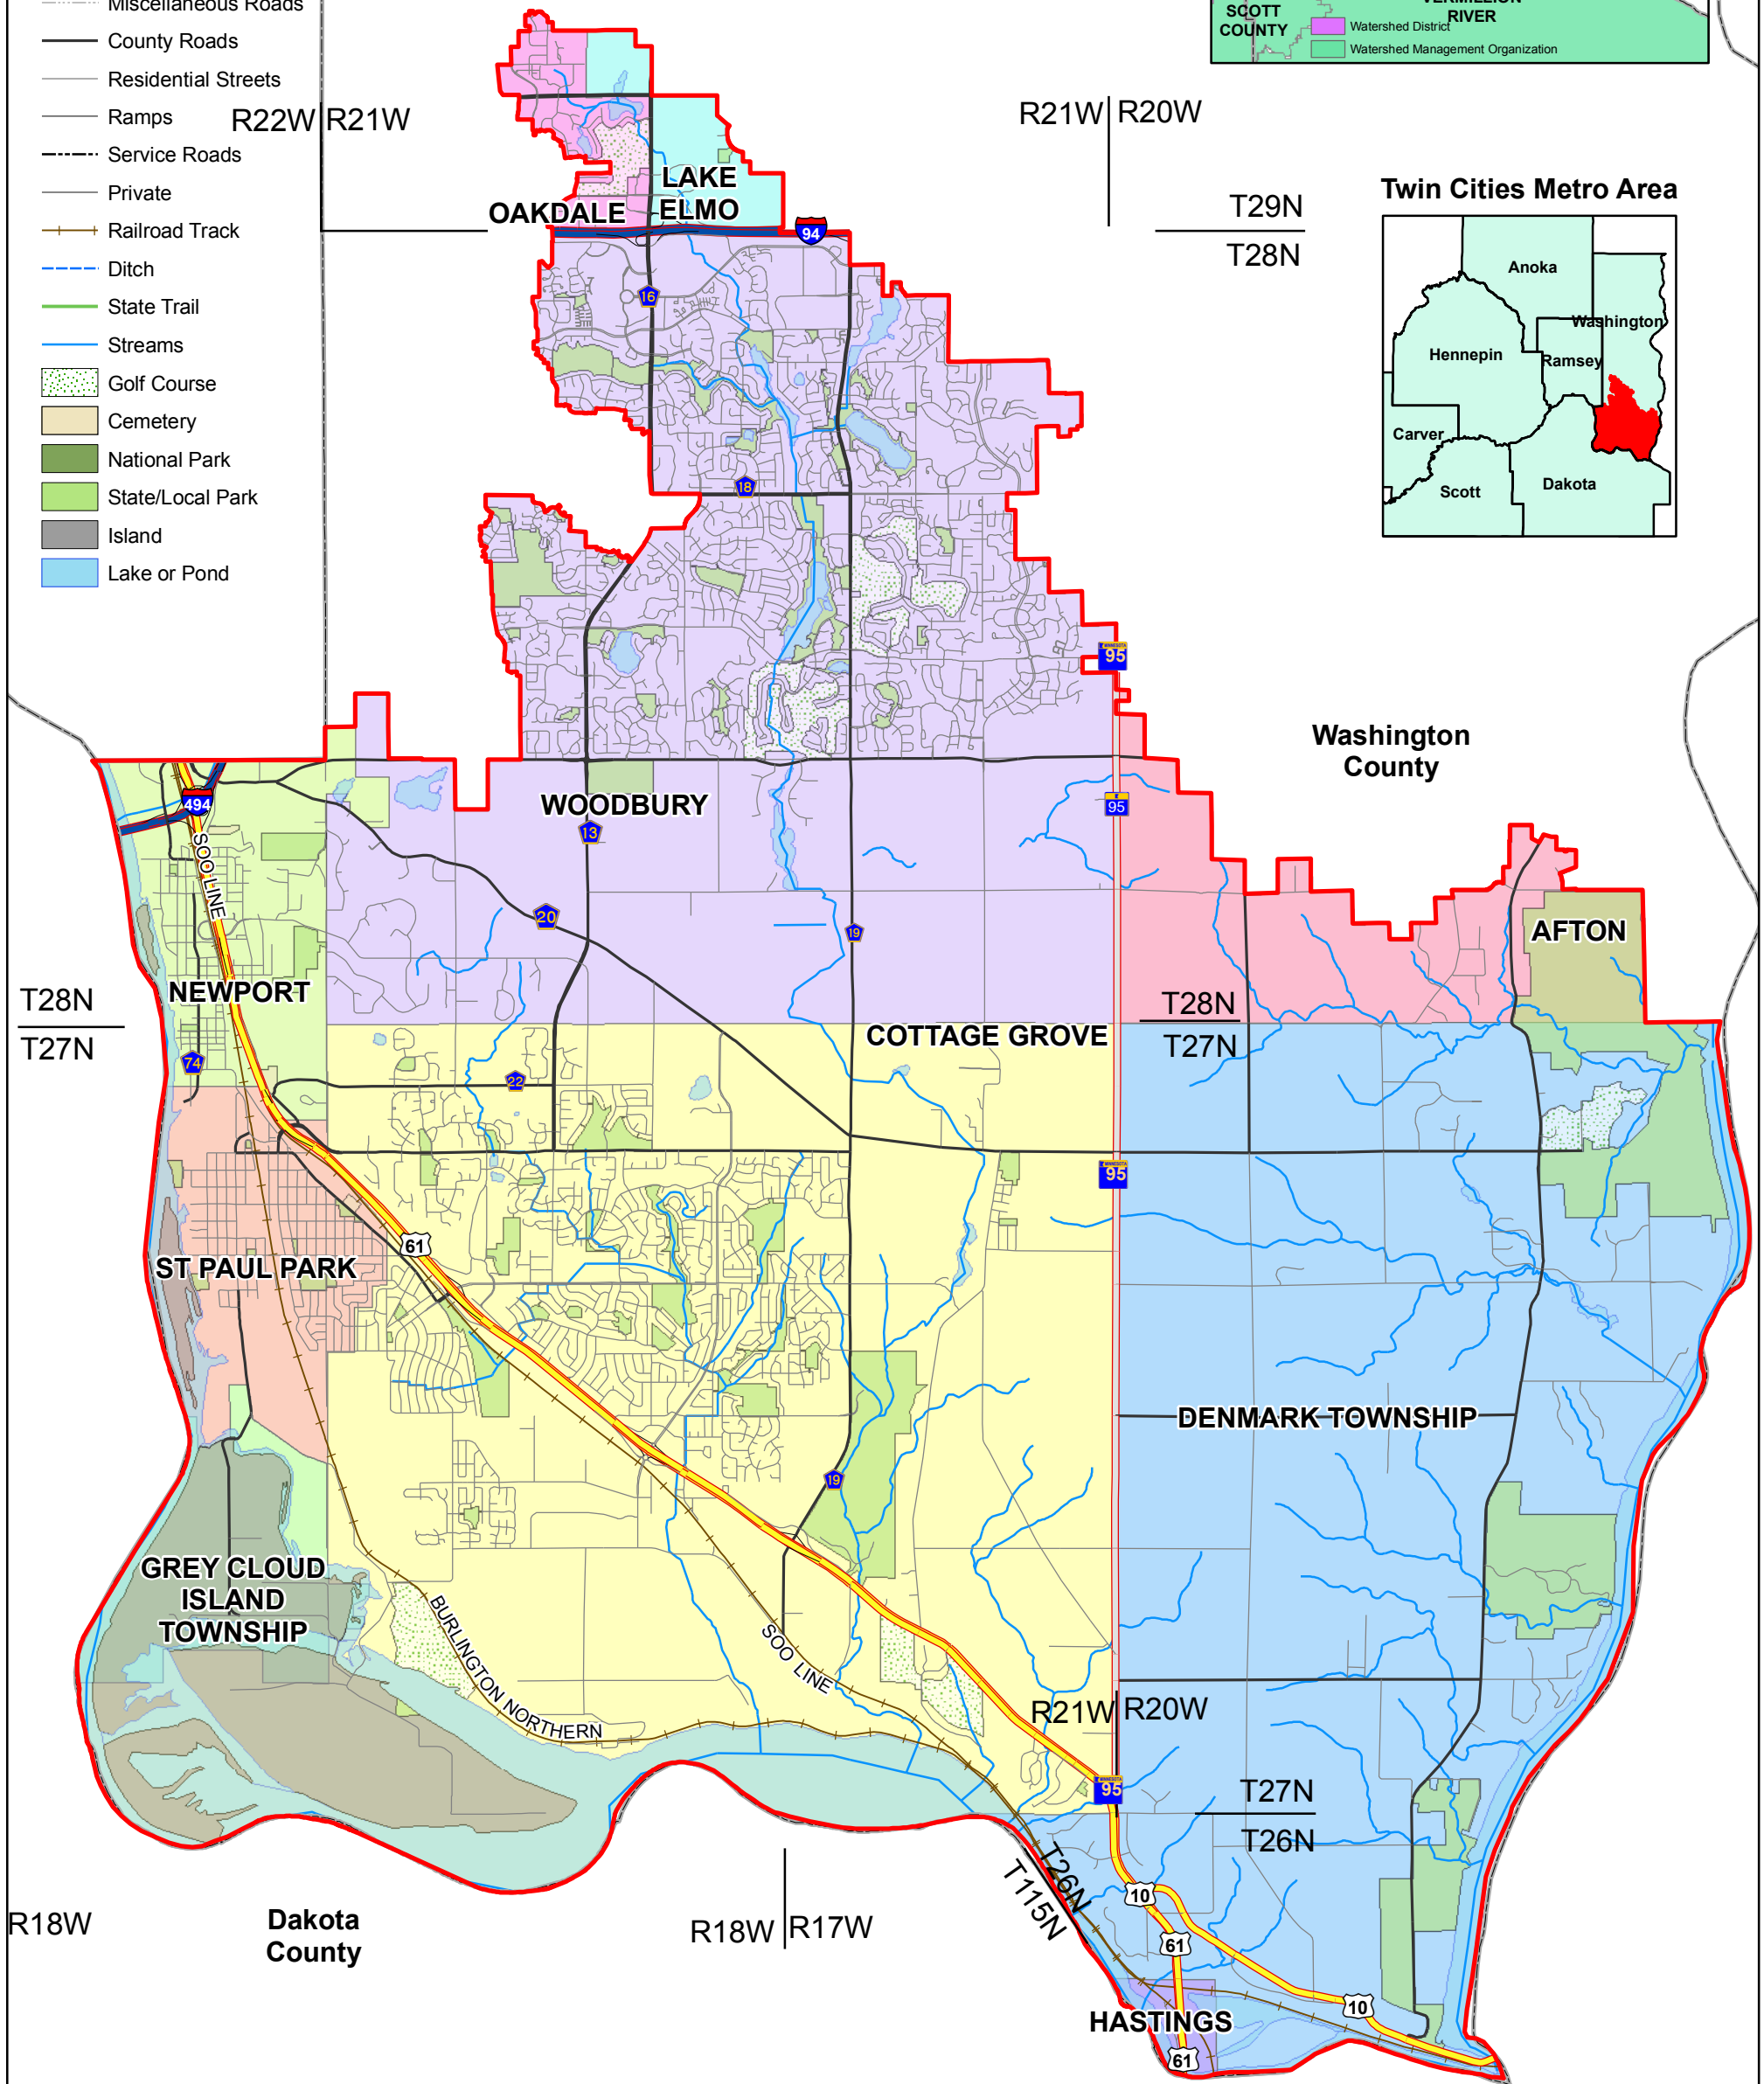 Miscellaneous Roads
County Roads
Residential Streets
Ramps
Service Roads
Private
Railroad Track
Ditch
State Trail
Streams
Golf Course
Cemetery
National Park
State/Local Park
Island
Lake or Pond
SCOTT
COUNTY
VERMILLION
RIVER
Watershed District
Watershed Management Organization
R22W R21W
R21W R20W
T29N
T28N
Twin Cities Metro Area
Anoka
Washington
Hennepin
Ramsey
Carver
Scott
Dakota
OAKDALE
LAKE
ELMO
94
16
18
95
Washington
County
494
SOO LINE
WOODBURY
13
95
20
19
AFTON
NEWPORT
T28N
T27N
T28N
T27N
COTTAGE GROVE
74
22
95
61
ST PAUL PARK
DENMARK TOWNSHIP
19
GREY CLOUD
ISLAND
TOWNSHIP
BURLINGTON NORTHERN
SOO LINE
R21W R20W
MINNESOTA
95
T27N
T26N
T26N
T115N
10
61
R18W
Dakota
County
R18W R17W
10
HASTINGS
61